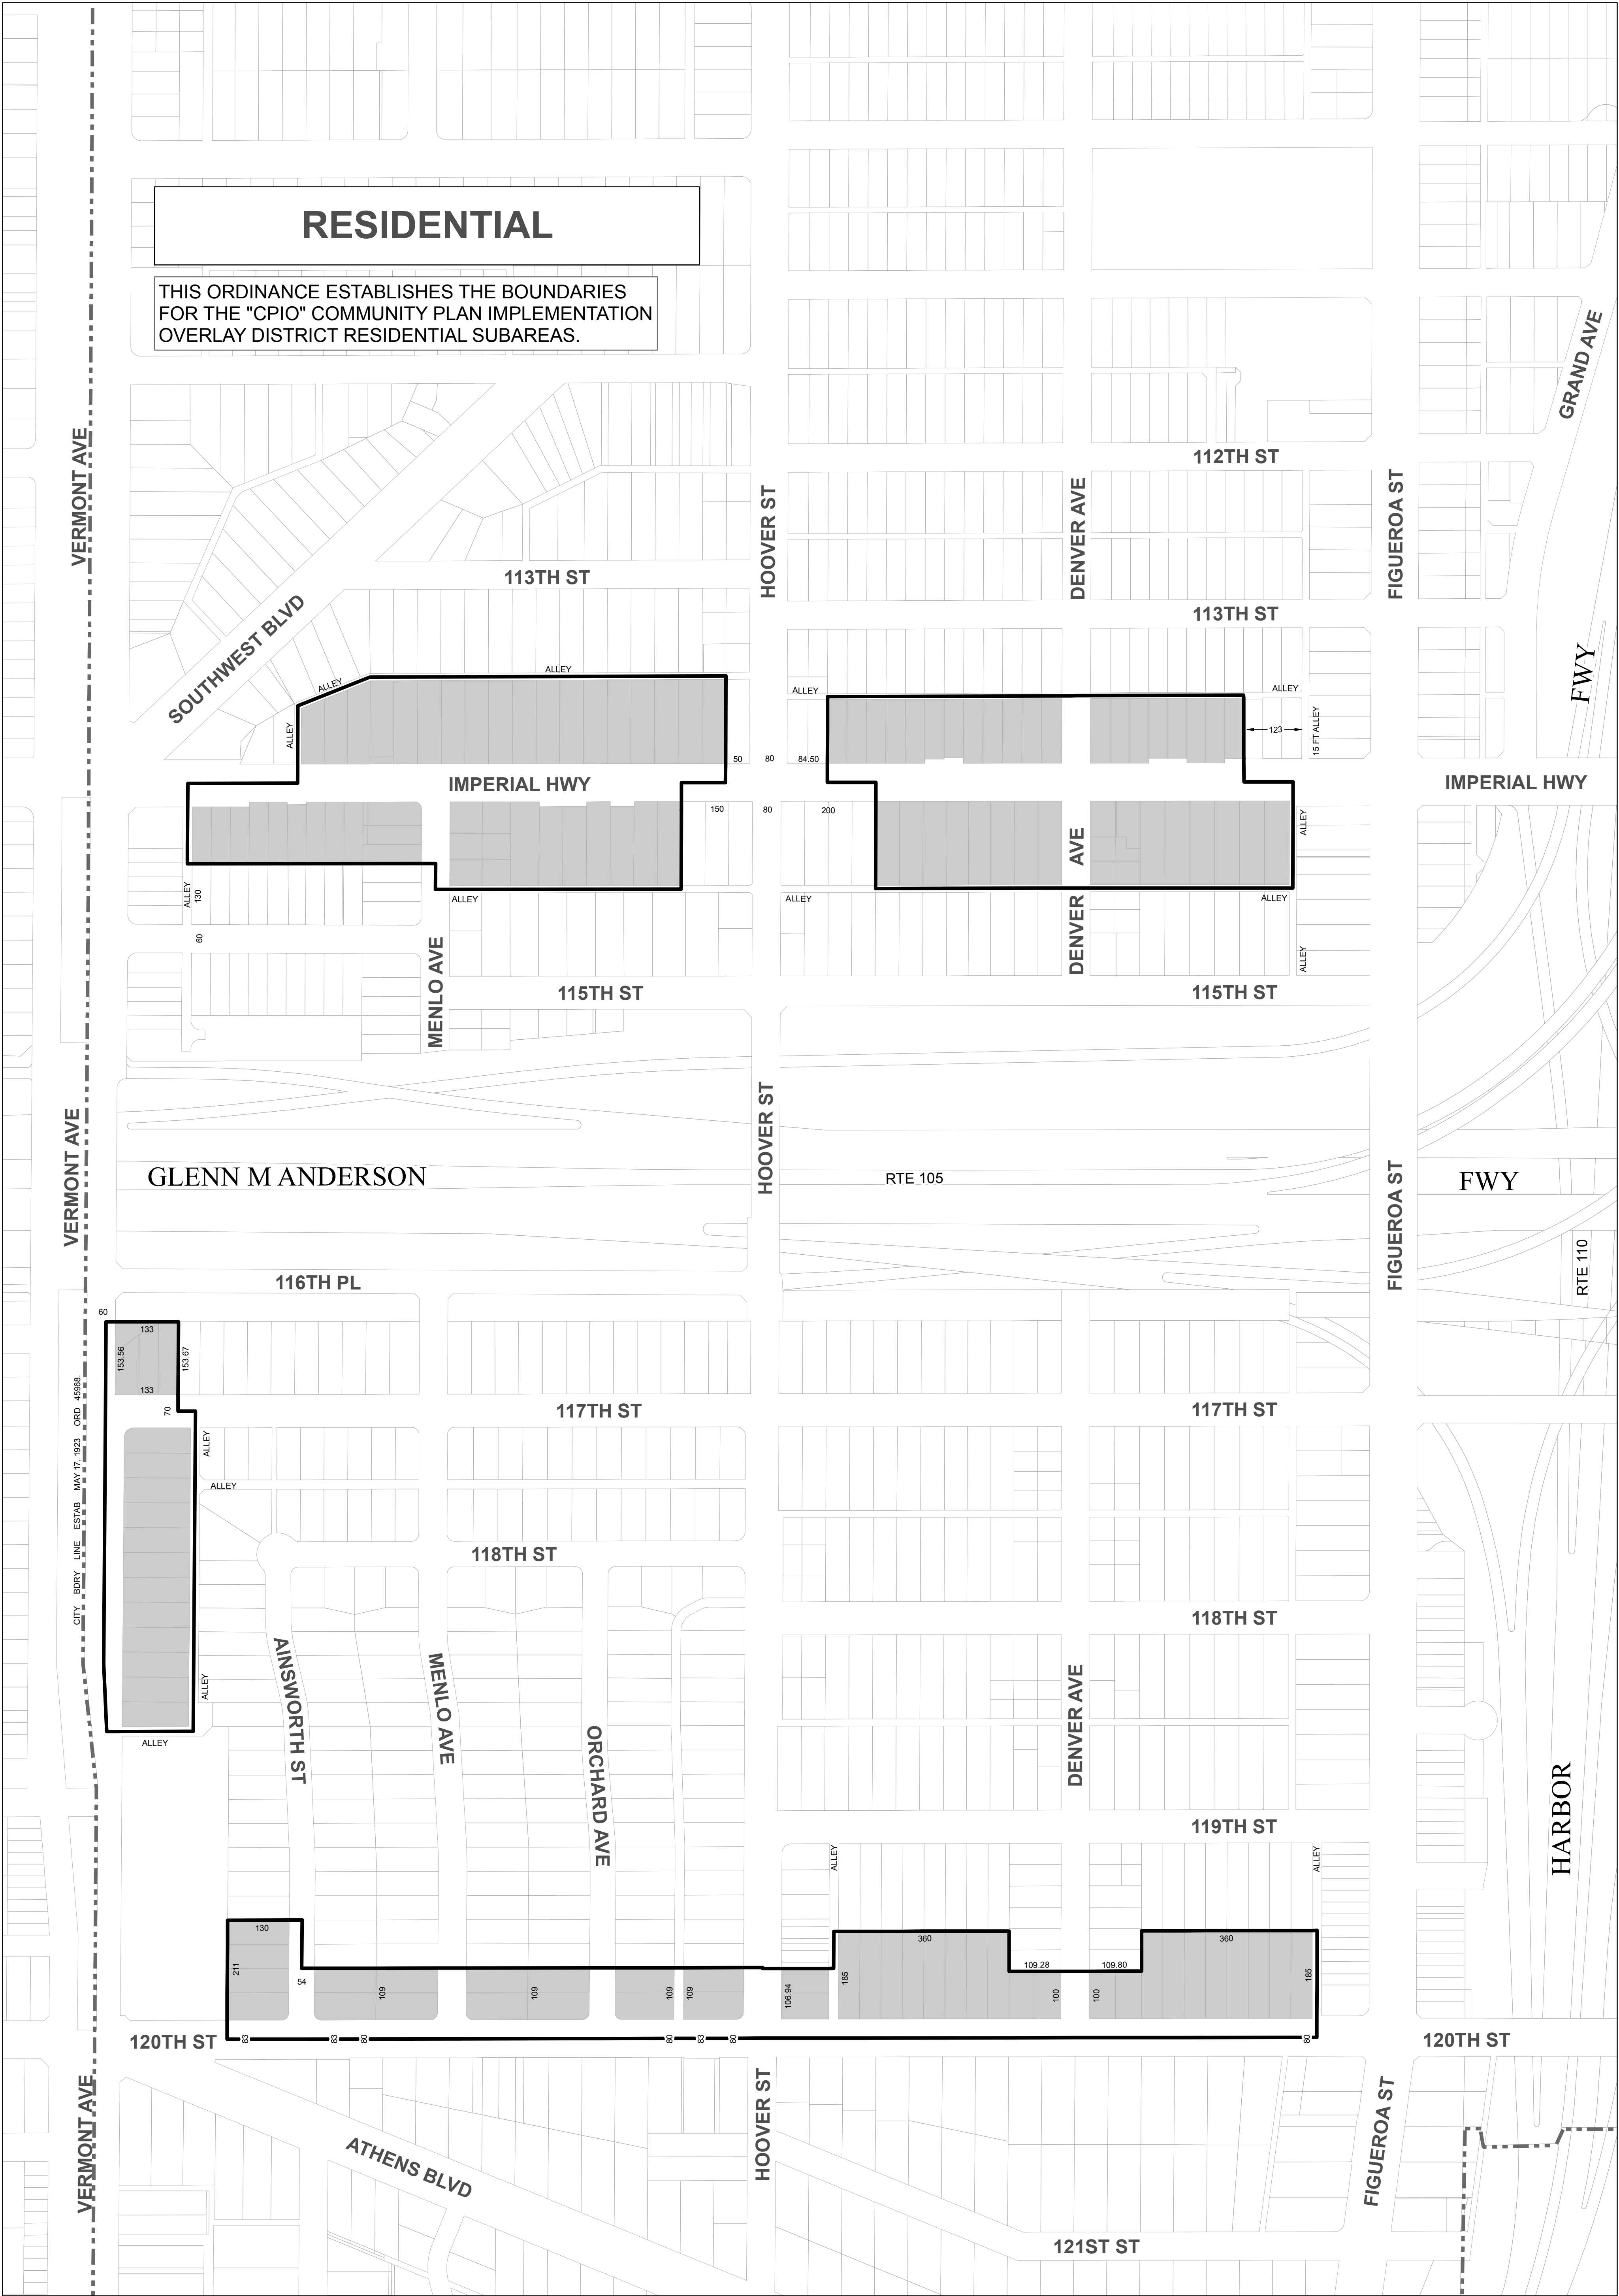 RESIDENTIAL
THIS ORDINANCE ESTABLISHES THE BOUNDARIES
FOR THE "CPIO" COMMUNITY PLAN IMPLEMENTATION
OVERLAY DISTRICT RESIDENTIAL SUBAREAS.
GRAND AVE
VERMONT AVE
112TH ST
HOOVER ST
DENVER AVE
FIGUEROA ST
113TH ST
113TH ST
SOUTHWEST BLVD
FWY
ALLEY
ALLEY
ALLEY
ALLEY
ALLEY
123
15 FT ALLEY
50
80
84.50
IMPERIAL HWY
IMPERIAL HWY
150
80
200
ALLEY
AVE
ALLEY
130
ALLEY
ALLEY
ALLEY
DENVER
60
MENLO AVE
ALLEY
115TH ST
115TH ST
VERMONT AVE
HOOVER ST
GLENN M ANDERSON
RTE 105
FWY
FIGUEROA ST
RTE 110
116TH PL
60
133
153.56
153.67
133
70
117TH ST
117TH ST
CITY BDRY LINE ESTAB MAY 17, 1923 ORD 45968.
ALLEY
ALLEY
118TH ST
118TH ST
AINSWORTH ST
MENLO AVE
ORCHARD AVE
DENVER AVE
ALLEY
ALLEY
HARBOR
119TH ST
ALLEY
ALLEY
130
360
360
211
54
109
109
109
109
106.94
185
109.28
109.80
100
100
185
120TH ST
83
83
80
80
83
80
80
120TH ST
VERMONT AVE
HOOVER ST
FIGUEROA ST
ATHENS BLVD
121ST ST